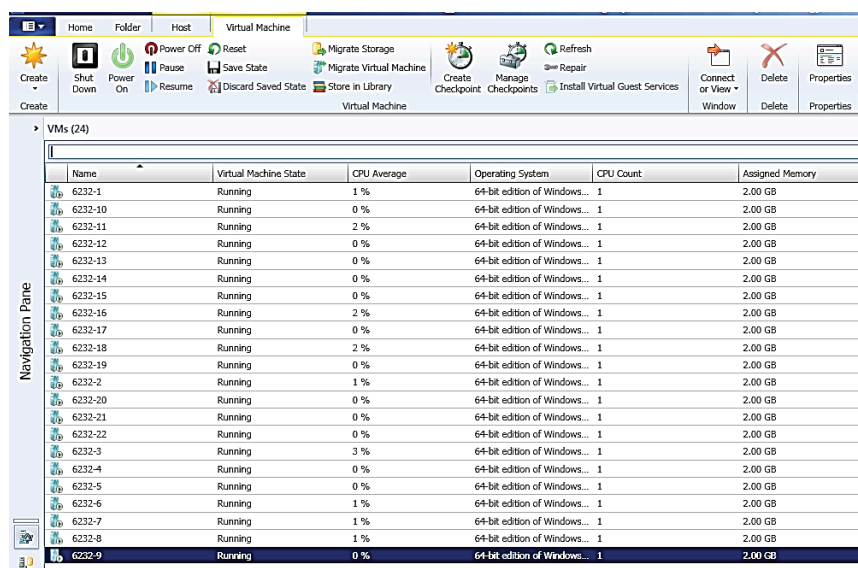 Home Folder Host Virtual Machine
Create
Create
Shut Down
Power On
Power Off
Pause
Resume
Reset
Save State
Discard Saved State
Migrate Storage
Migrate Virtual Machine
Store in Library
Create Checkpoint
Manage Checkpoints
Refresh
Repair
Install Virtual Guest Services
Virtual Machine
Connect or View
Window
Delete
Delete
Properties
Properties
Navigation Pane
VMs (24)
Name Virtual Machine State CPU Average Operating System CPU Count Assigned Memory
6232-1 Running 1 % 64-bit edition of Windows... 1 2.00 GB
6232-10 Running 0 % 64-bit edition of Windows... 1 2.00 GB
6232-11 Running 2 % 64-bit edition of Windows... 1 2.00 GB
6232-12 Running 0 % 64-bit edition of Windows... 1 2.00 GB
6232-13 Running 0 % 64-bit edition of Windows... 1 2.00 GB
6232-14 Running 0 % 64-bit edition of Windows... 1 2.00 GB
6232-15 Running 0 % 64-bit edition of Windows... 1 2.00 GB
6232-16 Running 2 % 64-bit edition of Windows... 1 2.00 GB
6232-17 Running 0 % 64-bit edition of Windows... 1 2.00 GB
6232-18 Running 2 % 64-bit edition of Windows... 1 2.00 GB
6232-19 Running 0 % 64-bit edition of Windows... 1 2.00 GB
6232-2 Running 1 % 64-bit edition of Windows... 1 2.00 GB
6232-20 Running 0 % 64-bit edition of Windows... 1 2.00 GB
6232-21 Running 0 % 64-bit edition of Windows... 1 2.00 GB
6232-22 Running 0 % 64-bit edition of Windows... 1 2.00 GB
6232-3 Running 3 % 64-bit edition of Windows... 1 2.00 GB
6232-4 Running 0 % 64-bit edition of Windows... 1 2.00 GB
6232-5 Running 0 % 64-bit edition of Windows... 1 2.00 GB
6232-6 Running 1 % 64-bit edition of Windows... 1 2.00 GB
6232-7 Running 1 % 64-bit edition of Windows... 1 2.00 GB
6232-8 Running 1 % 64-bit edition of Windows... 1 2.00 GB
6232-9 Running 0 % 64-bit edition of Windows... 1 2.00 GB